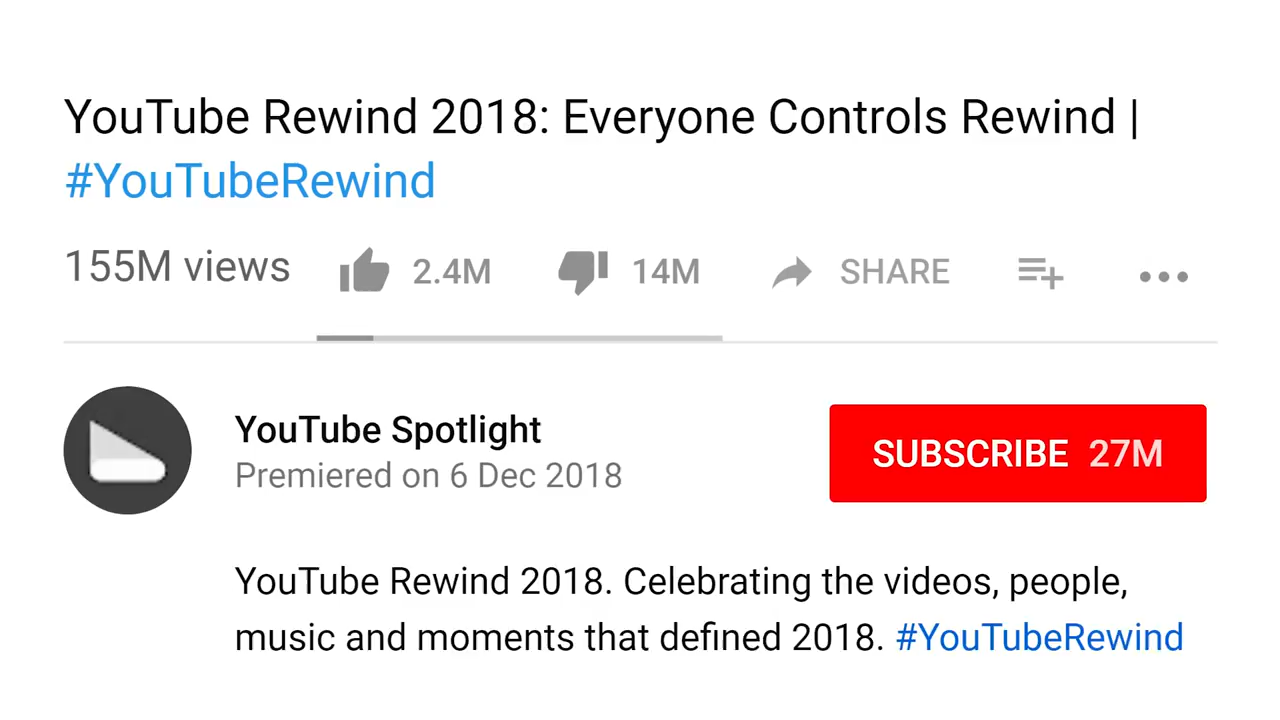 YouTube Rewind 2018: Everyone Controls Rewind |
#YouTubeRewind
155M views 2.4M 14M SHARE
YouTube Spotlight
Premiered on 6 Dec 2018
SUBSCRIBE 27M
YouTube Rewind 2018. Celebrating the videos, people,
music and moments that defined 2018. #YouTubeRewind